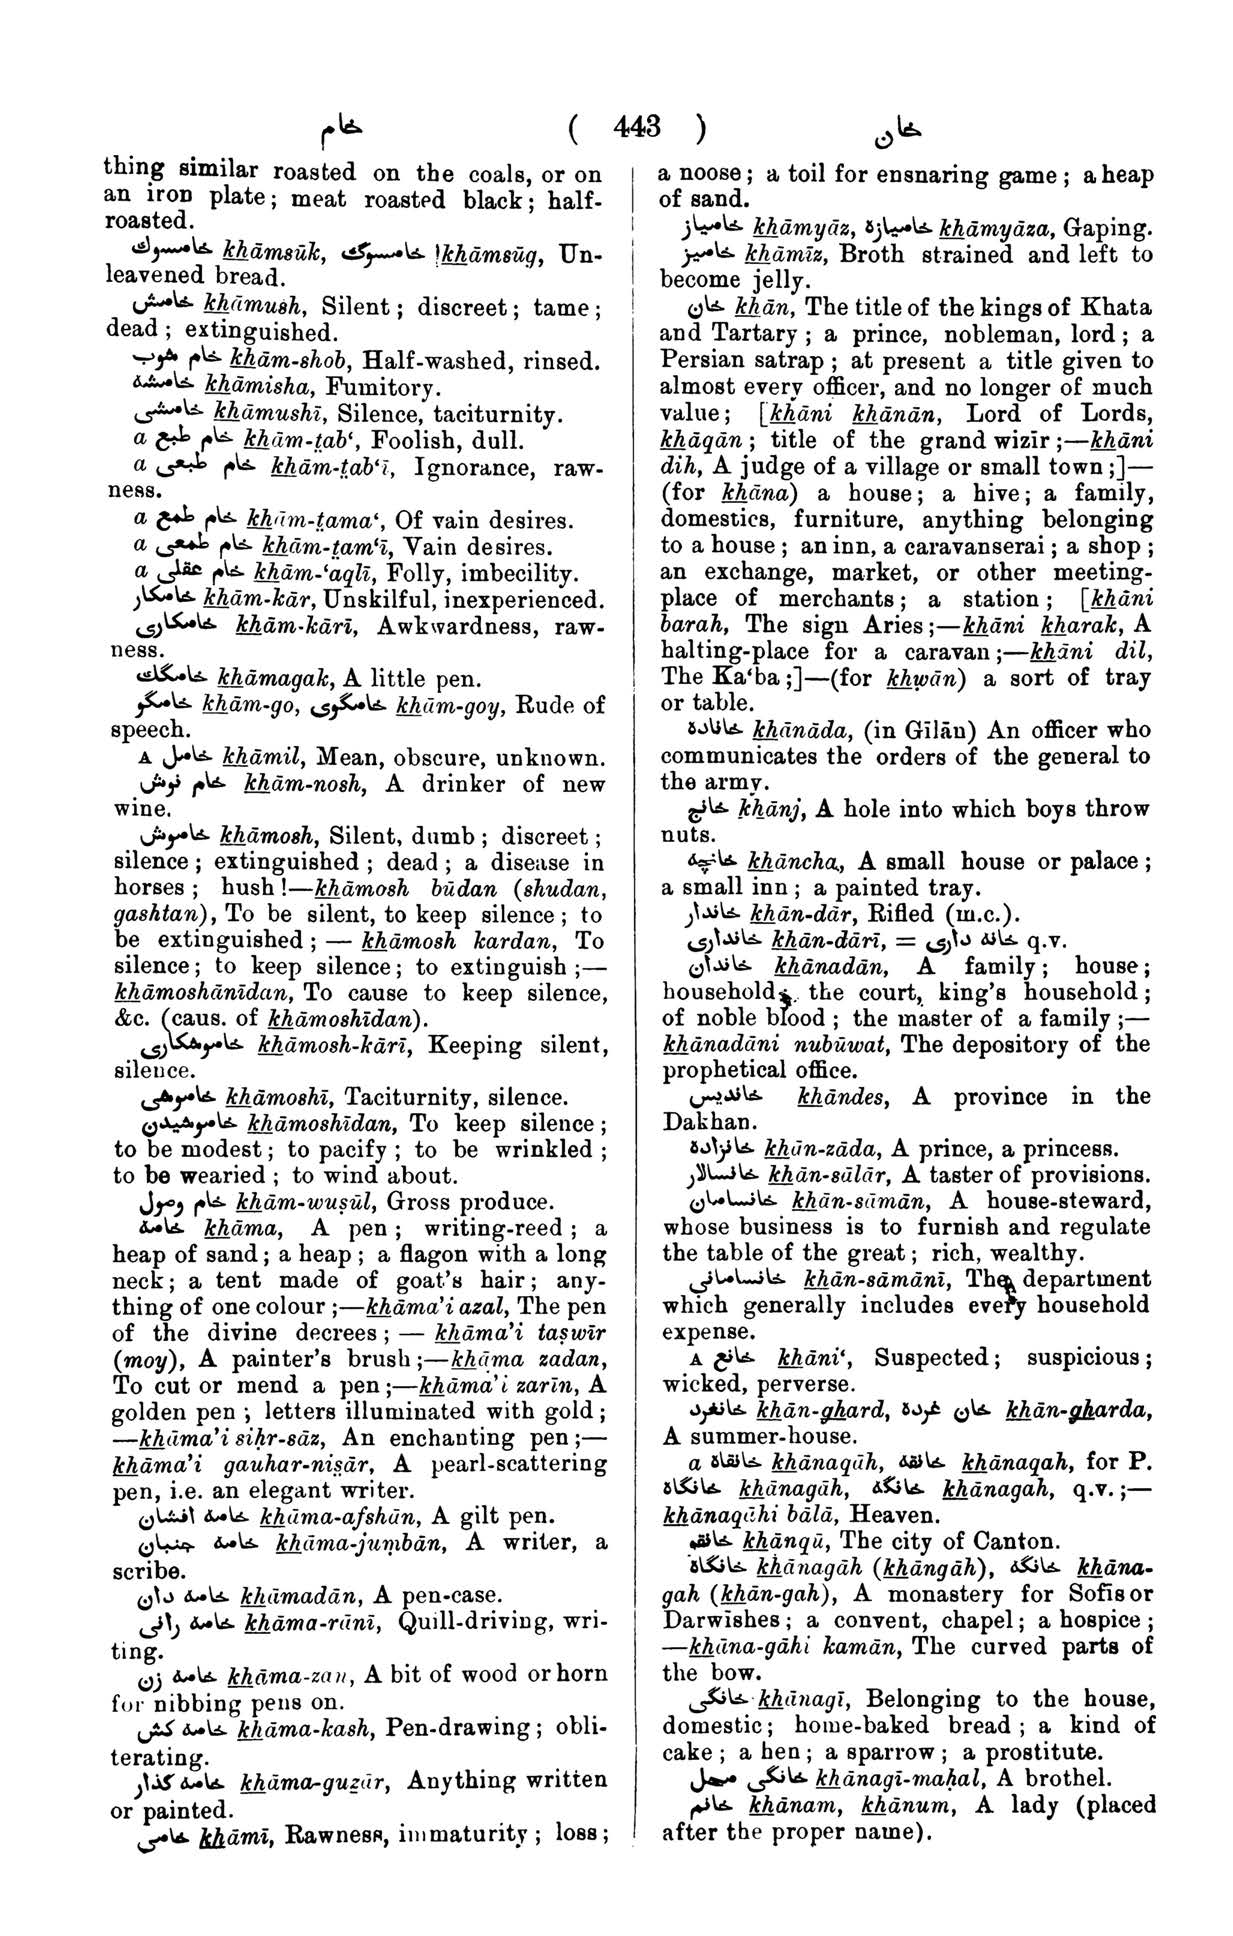 خام ( 443 ) خان
thing similar roasted on the coals, or on
an iron plate; meat roasted black; half-
roasted.
خامسوك khāmsūk, خامسوگ khāmsūg, Un-
leavened bread.
خامش khāmush, Silent; discreet; tame;
dead; extinguished.
خام شوب khām-shob, Half-washed, rinsed.
خامشه khāmisha, Fumitory.
خامشی khāmushī, Silence, taciturnity.
a خام طبع khām-t̤ab‘, Foolish, dull.
a خام طبعی khām-t̤ab‘ī, Ignorance, raw-
ness.
a خام طمع khām-t̤ama‘, Of vain desires.
a خام طمعی khām-t̤am‘ī, Vain desires.
a خام عقلی khām-‘aqlī, Folly, imbecility.
خامکار khām-kār, Unskilful, inexperienced.
خامکاری khām-kārī, Awkwardness, raw-
ness.
خامگك khāmagak, A little pen.
خامگو khām-go, خامگوی khām-goy, Rude of
speech.
A خامل khāmil, Mean, obscure, unknown.
خام نوش khām-nosh, A drinker of new
wine.
خاموش khāmosh, Silent, dumb; discreet;
silence; extinguished; dead; a disease in
horses; hush!—khāmosh būdan (shudan,
gashtan), To be silent, to keep silence; to
be extinguished;—khāmosh kardan, To
silence; to keep silence; to extinguish;—
khāmoshānīdan, To cause to keep silence,
&c. (caus. of khāmoshīdan).
خاموشکاری khāmosh-kārī, Keeping silent,
silence.
خاموشی khāmoshī, Taciturnity, silence.
خاموشیدن khāmoshīdan, To keep silence;
to be modest; to pacify; to be wrinkled;
to be wearied; to wind about.
خام وصول khām-wuṣūl, Gross produce.
خامه khāma, A pen; writing-reed; a
heap of sand; a heap; a flagon with a long
neck; a tent made of goat's hair; any-
thing of one colour;—khāma’i azal, The pen
of the divine decrees;—khāma’i taṣwīr
(moy), A painter's brush;—khāma zadan,
To cut or mend a pen;—khāma’i zarīn, A
golden pen; letters illuminated with gold;
—khāma’i siḥr-sāz, An enchanting pen;—
khāma’i gauhar-nis̤ār, A pearl-scattering
pen, i.e. an elegant writer.
خامه افشان khāma-afshān, A gilt pen.
خامه جنبان khāma-juṃbān, A writer, a
scribe.
خامه دان khāmadān, A pen-case.
خامه رانی khāma-rānī, Quill-driving, wri-
ting.
خامه زن khāma-zan, A bit of wood or horn
for nibbing pens on.
خامه کش khāma-kash, Pen-drawing; obli-
terating.
خامه گذار khāma-guẕār, Anything written
or painted.
خامی khāmī, Rawness, immaturity; loss;
a noose; a toil for ensnaring game; a heap
of sand.
خامیاز khāmyāz, خامیازه khāmyāza, Gaping.
خامیز khāmīz, Broth strained and left to
become jelly.
خان khān, The title of the kings of Khata
and Tartary; a prince, nobleman, lord; a
Persian satrap; at present a title given to
almost every officer, and no longer of much
value; [khāni khānān, Lord of Lords,
khāqān; title of the grand wizīr;—khāni
dih, A judge of a village or small town;]—
(for khāna) a house; a hive; a family,
domestics, furniture, anything belonging
to a house; an inn, a caravanserai; a shop;
an exchange, market, or other meeting-
place of merchants; a station; [khāni
barah, The sign Aries;—khāni kharak, A
halting-place for a caravan;—khāni dil,
The Ka‘ba;]—(for khẉān) a sort of tray
or table.
خاناده khānāda, (in Gīlān) An officer who
communicates the orders of the general to
the army.
خانج khānj, A hole into which boys throw
nuts.
خانچه khāncha, A small house or palace;
a small inn; a painted tray.
خاندار khān-dār, Rifled (m.c.).
خانداری khān-dārī, = خانه داری q.v.
خاندان khānadān, A family; house;
household; the court, king's household;
of noble blood; the master of a family;—
khānadāni nubūwat, The depository of the
prophetical office.
خاندیس khāndes, A province in the
Dakhan.
خانزاده khān-zāda, A prince, a princess.
خانسالار khān-sālār, A taster of provisions.
خانسامان khān-sāmān, A house-steward,
whose business is to furnish and regulate
the table of the great; rich, wealthy.
خانسامانی khān-sāmānī, The department
which generally includes every household
expense.
A خانع khāni‘, Suspected; suspicious;
wicked, perverse.
خانغرد khān-ghard, خان غرده khān-gharda,
A summer-house.
a خانقاه khānaqāh, خانقه khānaqah, for P.
خانگاه khānagāh, خانگه khānagah, q.v.;—
khānaqāhi bālā, Heaven.
خانقو khānqū, The city of Canton.
خانگاه khānagāh (khāngāh), خانگه khāna-
gah (khān-gah), A monastery for Sofīs or
Darwīshes; a convent, chapel; a hospice;
—khāna-gāhi kamān, The curved parts of
the bow.
خانگی khānagī, Belonging to the house,
domestic; home-baked bread; a kind of
cake; a hen; a sparrow; a prostitute.
خانگی محل khānagī-maḥal, A brothel.
خانم khānam, khānum, A lady (placed
after the proper name).